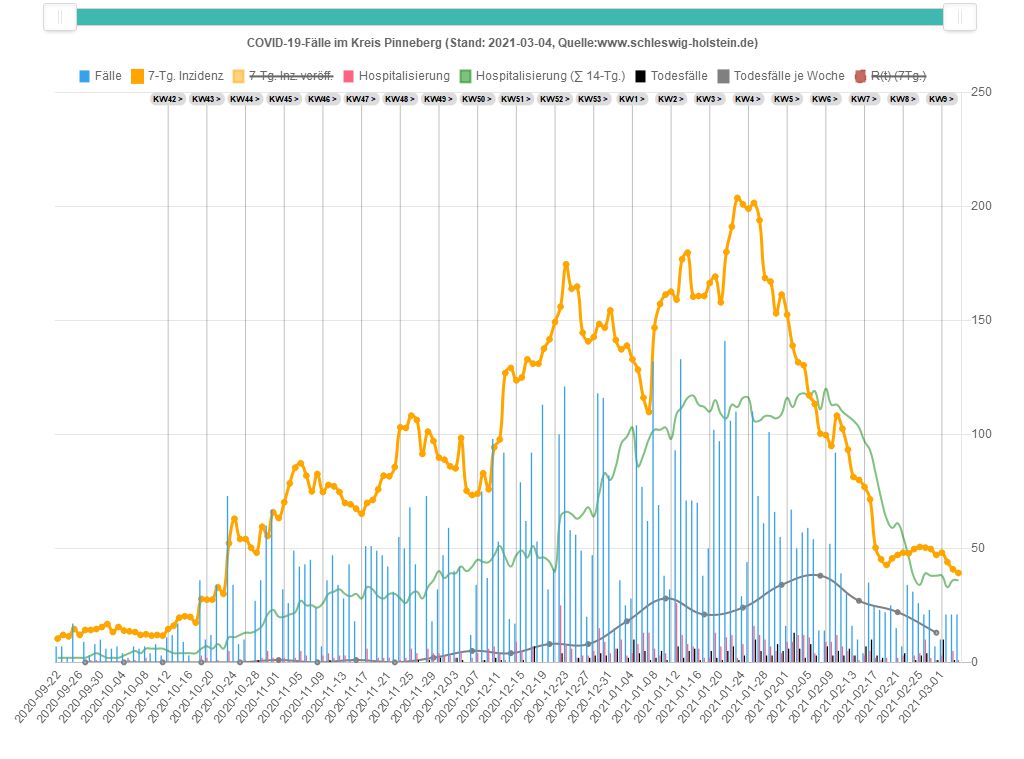 COVID-19-Fälle im Kreis Pinneberg (Stand: 2021-03-04, Quelle:www.schleswig-holstein.de)
Fälle 7-Tg. Inzidenz 7-Tg. Inz. veröff. Hospitalisierung Hospitalisierung (∑ 14-Tg.) Todesfälle Todesfälle je Woche R(t) (7Tg.)
KW42 > KW43 > KW44 > KW45 > KW46 > KW47 > KW48 > KW49 > KW50 > KW51 > KW52 > KW53 > KW1 > KW2 > KW3 > KW4 > KW5 > KW6 > KW7 > KW8 > KW9 >
250
200
150
100
50
0
2020-09-22 2020-09-26 2020-09-30 2020-10-04 2020-10-08 2020-10-12 2020-10-16 2020-10-20 2020-10-24 2020-10-28 2020-11-01 2020-11-05 2020-11-09 2020-11-13 2020-11-17 2020-11-21 2020-11-25 2020-11-29 2020-12-03 2020-12-07 2020-12-11 2020-12-15 2020-12-19 2020-12-23 2020-12-27 2020-12-31 2021-01-04 2021-01-08 2021-01-12 2021-01-16 2021-01-20 2021-01-24 2021-01-28 2021-02-01 2021-02-05 2021-02-09 2021-02-13 2021-02-17 2021-02-21 2021-02-25 2021-03-01